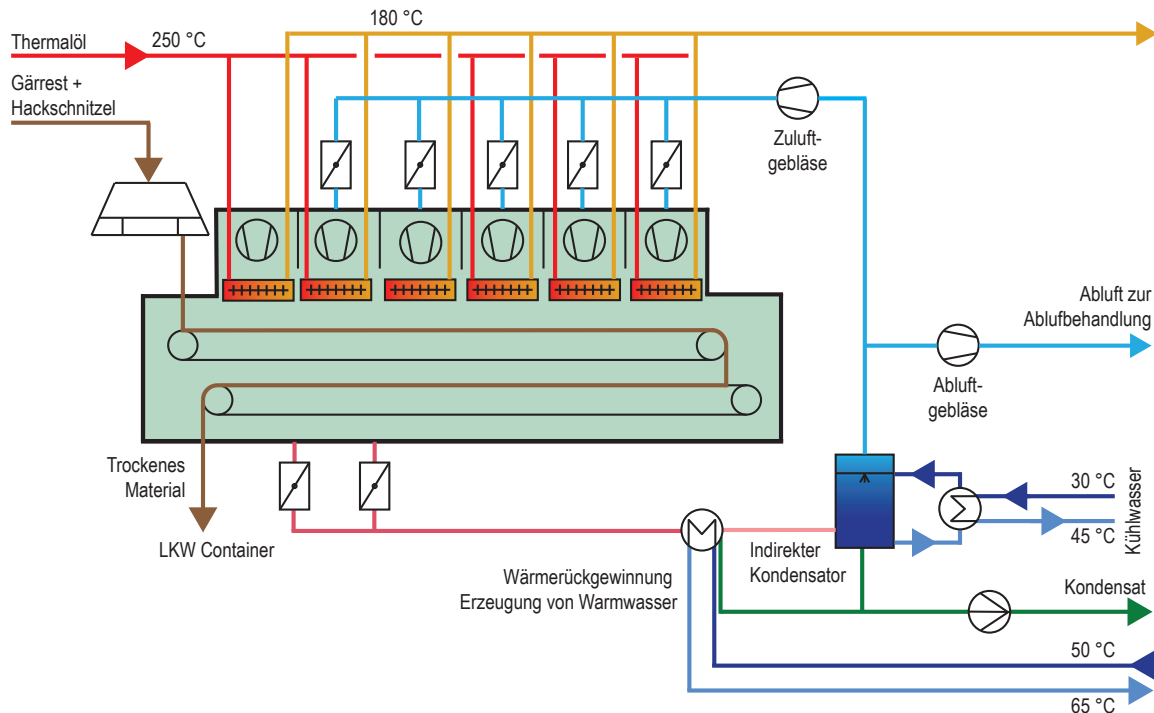 180 °C
Thermalöl
250 °C
Gärrest +
Hackschnitzel
Zuluft-
gebläse
Abluft zur
Ablufbehandlung
Abluft-
gebläse
Trockenes
Material
LKW Container
30 °C
45 °C
Kühlwasser
Indirekter
Kondensator
Wärmerückgewinnung
Erzeugung von Warmwasser
Kondensat
50 °C
65 °C